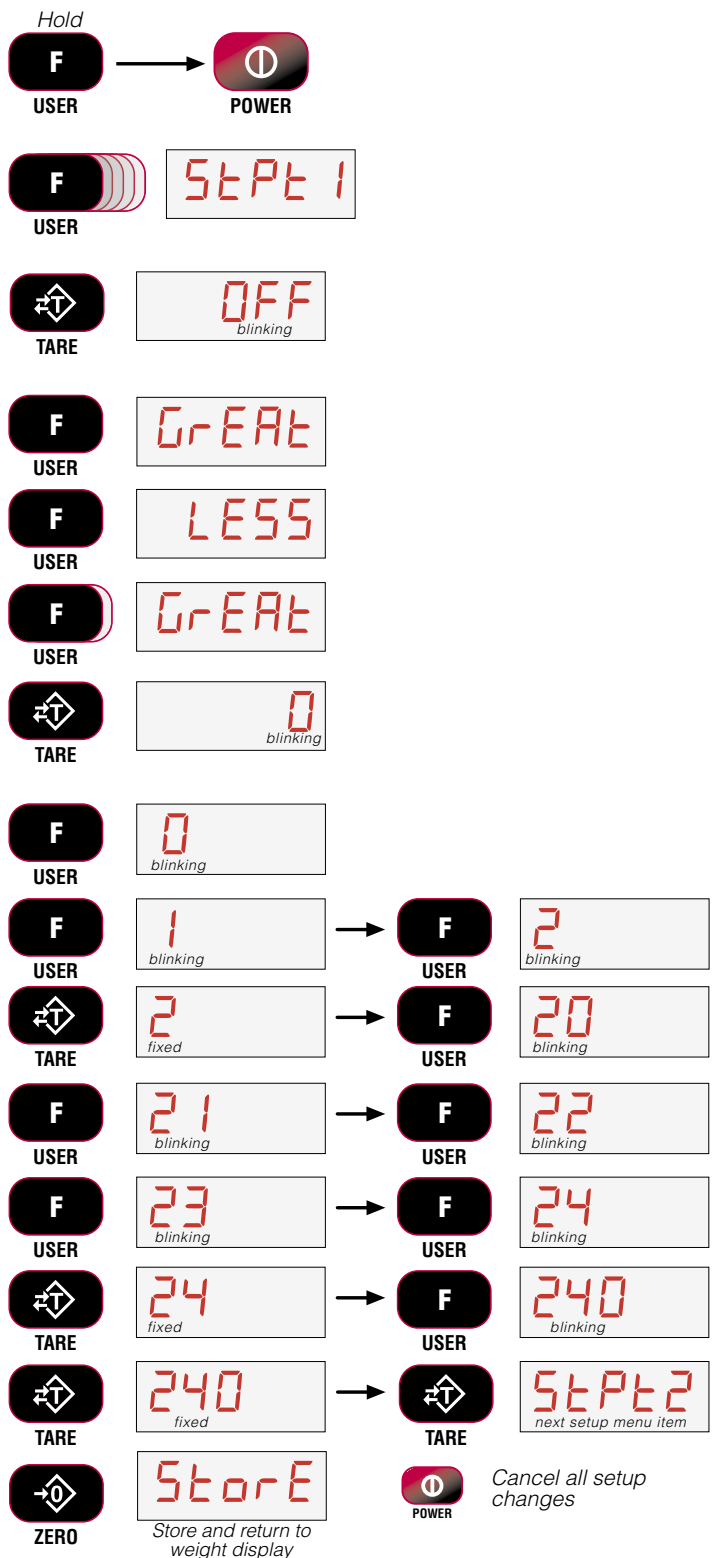 Hold
F
USER
POWER
F
USER
StPt 1
T
TARE
OFF
blinking
F
USER
GrEAt
F
USER
LESS
F
USER
GrEAt
T
TARE
0
blinking
F
USER
0
blinking
F
USER
1
blinking
F
USER
2
blinking
T
TARE
2
fixed
F
USER
20
blinking
F
USER
21
blinking
F
USER
22
blinking
F
USER
23
blinking
F
USER
24
blinking
T
TARE
24
fixed
F
USER
240
blinking
T
TARE
240
fixed
T
TARE
StPt2
next setup menu item
0
ZERO
StorE
Store and return to
weight display
POWER
Cancel all setup
changes